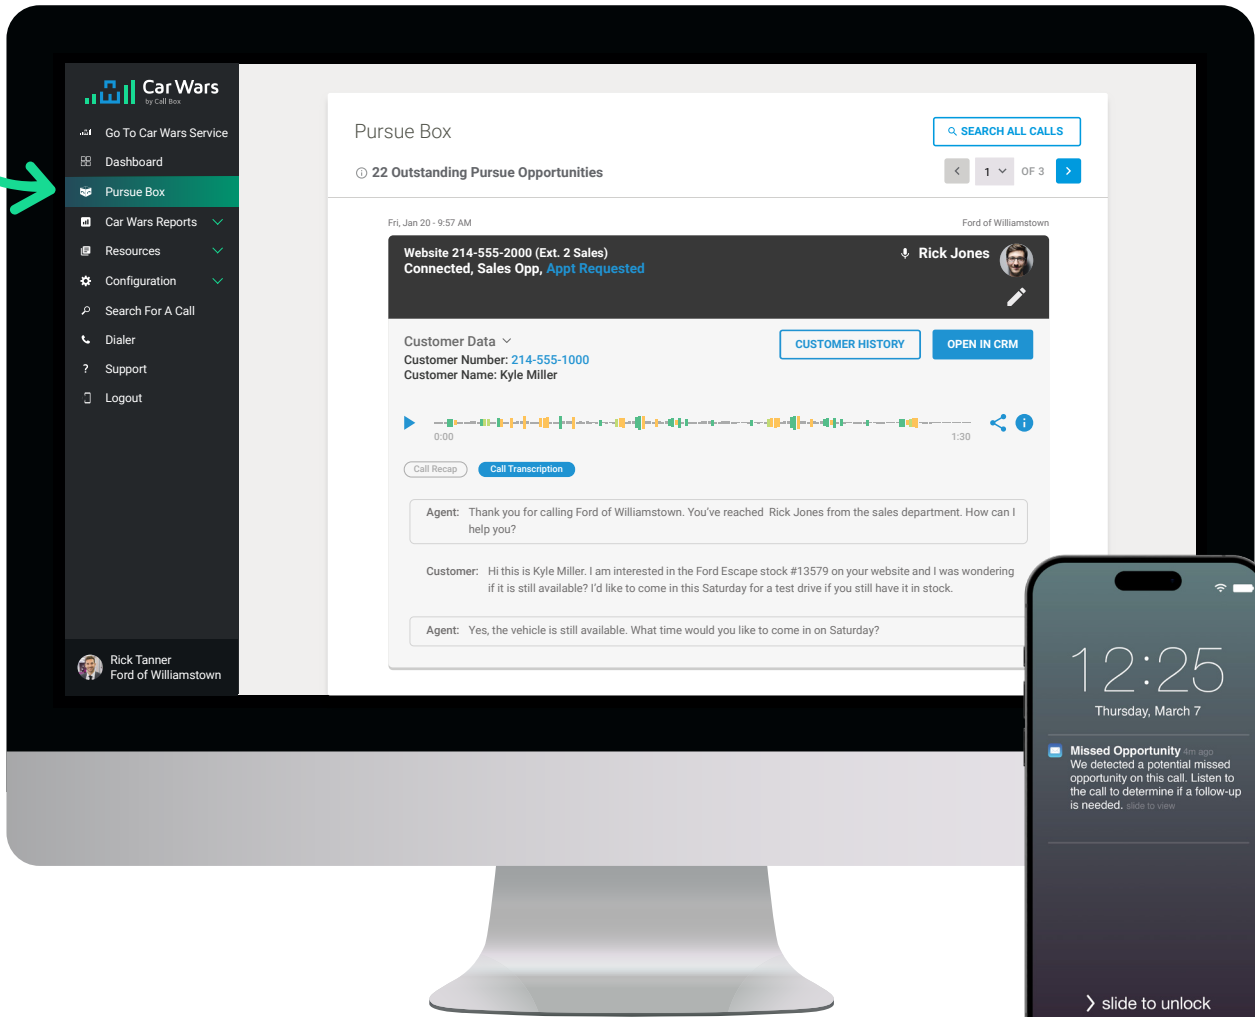 Car Wars
by Call Box
Go To Car Wars Service
Dashboard
Pursue Box
Car Wars Reports
Resources
Configuration
Search For A Call
Dialer
Support
Logout
Rick Tanner
Ford of Williamstown
Pursue Box
SEARCH ALL CALLS
22 Outstanding Pursue Opportunities
1 OF 3
Fri, Jan 20 - 9:57 AM
Ford of Williamstown
Website 214-555-2000 (Ext. 2 Sales)
Connected, Sales Opp, Appt Requested
Rick Jones
Customer Data
Customer Number: 214-555-1000
Customer Name: Kyle Miller
CUSTOMER HISTORY
OPEN IN CRM
0:00
1:30
Call Recap
Call Transcription
Agent: Thank you for calling Ford of Williamstown. You've reached Rick Jones from the sales department. How can I
help you?
Customer: Hi this is Kyle Miller. I am interested in the Ford Escape stock #13579 on your website and I was wondering
if it is still available? I'd like to come in this Saturday for a test drive if you still have it in stock.
Agent: Yes, the vehicle is still available. What time would you like to come in on Saturday?
12:25
Thursday, March 7
Missed Opportunity 4m ago
We detected a potential missed
opportunity on this call. Listen to
the call to determine if a follow-up
is needed. slide to view
slide to unlock